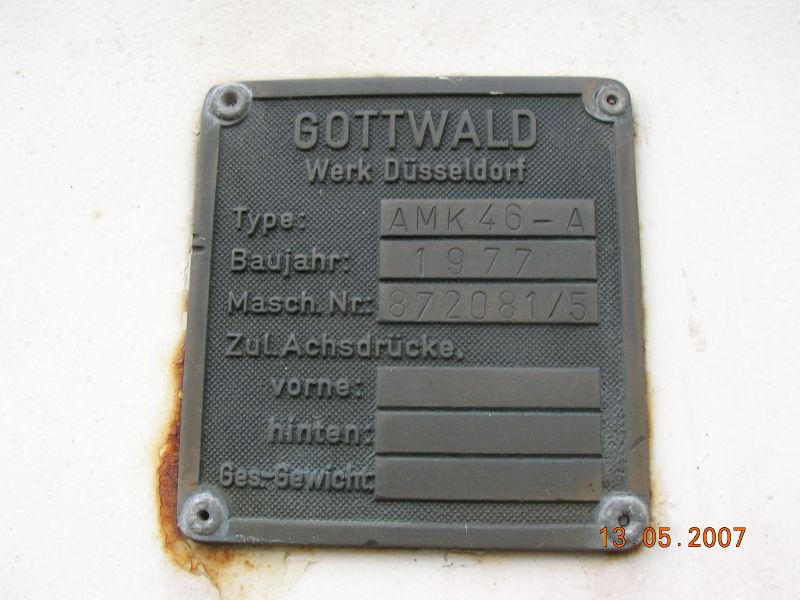 GOTTWALD
Werk Düsseldorf
Type: AMK 46-A
Baujahr: 1977
Masch. Nr.: 872081/5
Zul. Achsdrücke.
vorne:
hinten:
Ges.-Gewicht:
13.05.2007